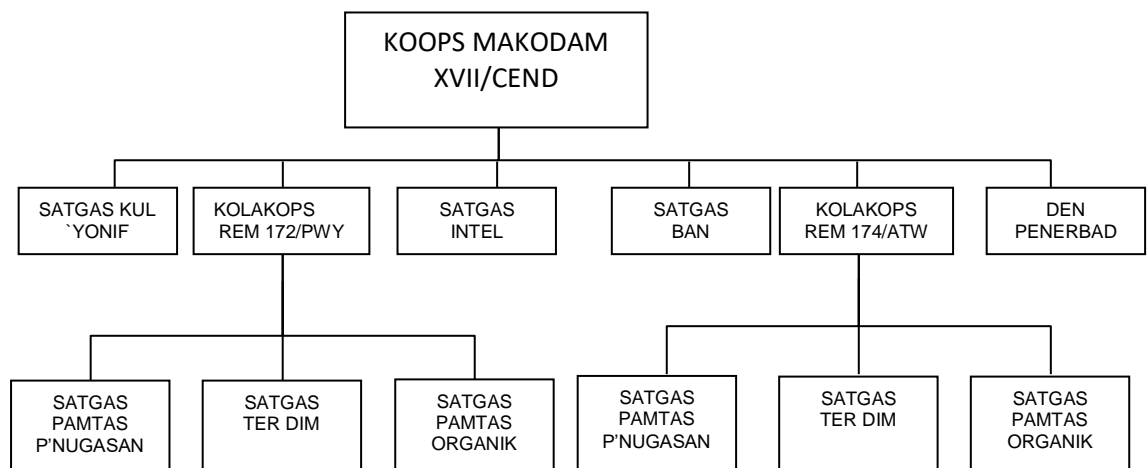 KOOPS MAKODAM
XVII/CEND
SATGAS KUL
`YONIF
KOLAKOPS
REM 172/PWY
SATGAS
INTEL
SATGAS
BAN
KOLAKOPS
REM 174/ATW
DEN
PENERBAD
SATGAS
PAMTAS
P'NUGASAN
SATGAS
TER DIM
SATGAS
PAMTAS
ORGANIK
SATGAS
PAMTAS
P'NUGASAN
SATGAS
TER DIM
SATGAS
PAMTAS
ORGANIK